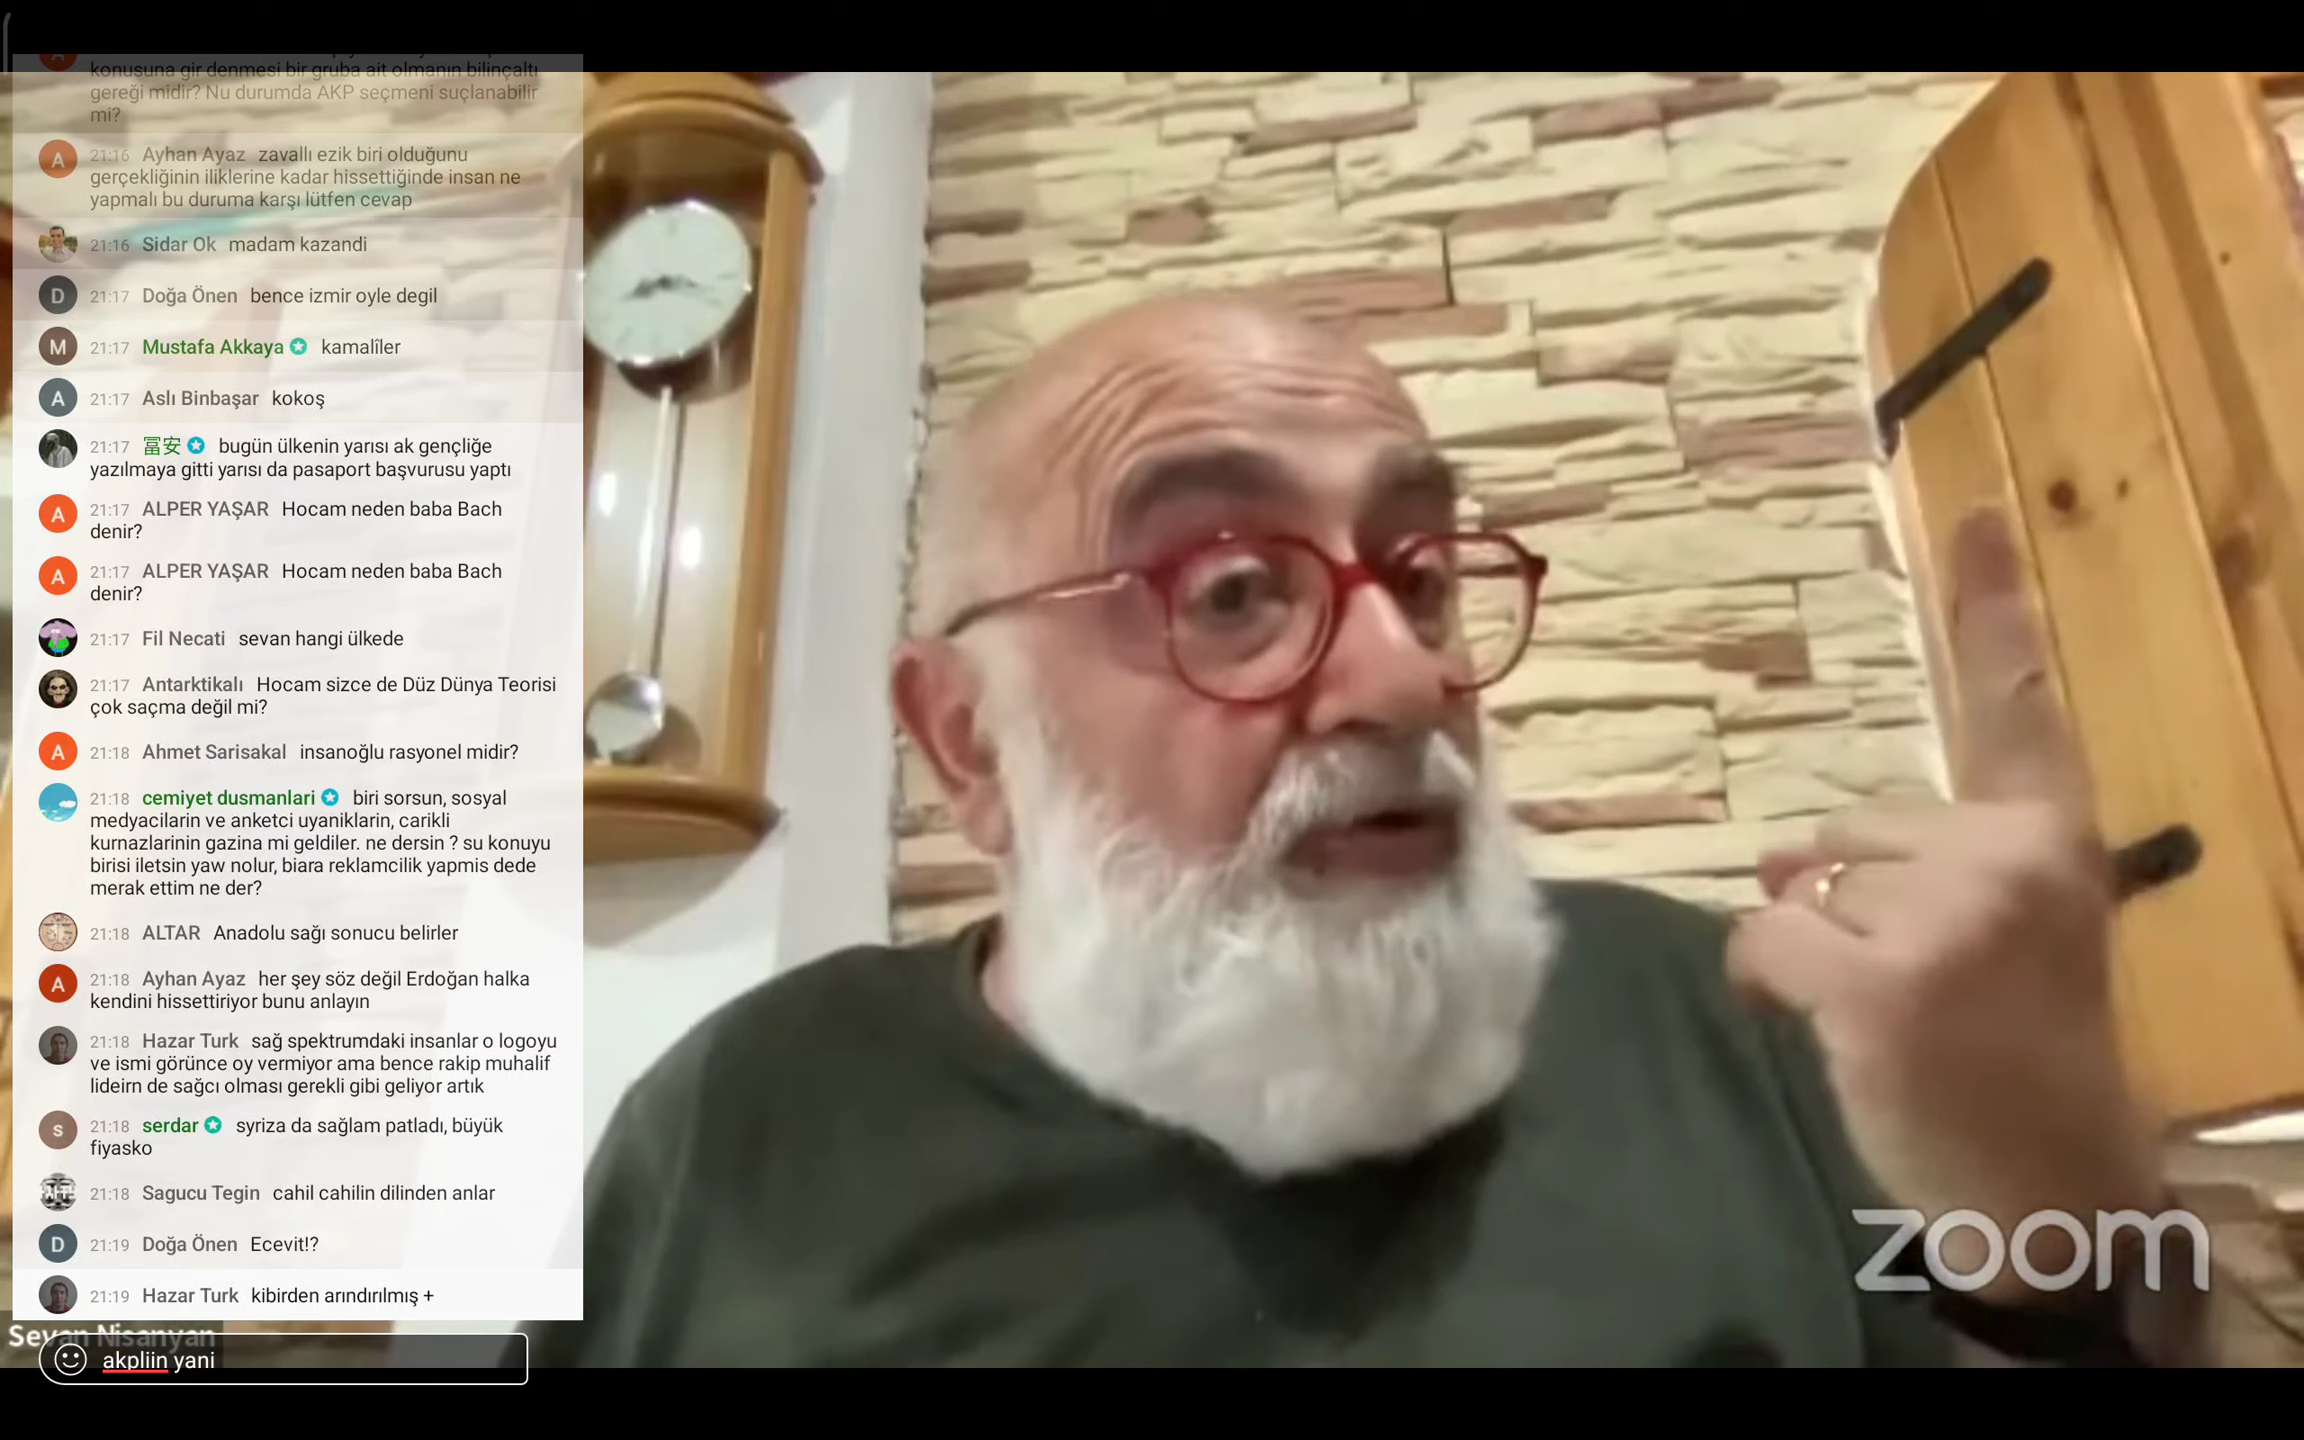 konusuna gir denmesi bir gruba ait olmanın bilinçaltı
gereği midir? Nu durumda AKP seçmeni suçlanabilir
mi?
A 21:16 Ayhan Ayaz zavallı ezik biri olduğunu
gerçekliğinin iliklerine kadar hissettiğinde insan ne
yapmalı bu duruma karşı lütfen cevap
21:16 Sidar Ok madam kazandi
D 21:17 Doğa Önen bence izmir oyle degil
M 21:17 Mustafa Akkaya kamalîler
A 21:17 Aslı Binbaşar kokoş
21:17 冨安 bugün ülkenin yarısı ak gençliğe
yazılmaya gitti yarısı da pasaport başvurusu yaptı
A 21:17 ALPER YAŞAR Hocam neden baba Bach
denir?
A 21:17 ALPER YAŞAR Hocam neden baba Bach
denir?
21:17 Fil Necati sevan hangi ülkede
21:17 Antarktikalı Hocam sizce de Düz Dünya Teorisi
çok saçma değil mi?
A 21:18 Ahmet Sarisakal insanoğlu rasyonel midir?
21:18 cemiyet dusmanlari biri sorsun, sosyal
medyacilarin ve anketci uyaniklarin, carikli
kurnazlarinin gazina mi geldiler. ne dersin ? su konuyu
birisi iletsin yaw nolur, biara reklamcilik yapmis dede
merak ettim ne der?
21:18 ALTAR Anadolu sağı sonucu belirler
A 21:18 Ayhan Ayaz her şey söz değil Erdoğan halka
kendini hissettiriyor bunu anlayın
21:18 Hazar Turk sağ spektrumdaki insanlar o logoyu
ve ismi görünce oy vermiyor ama bence rakip muhalif
lideirn de sağcı olması gerekli gibi geliyor artık
s 21:18 serdar syriza da sağlam patladı, büyük
fiyasko
21:18 Sagucu Tegin cahil cahilin dilinden anlar
D 21:19 Doğa Önen Ecevit!?
21:19 Hazar Turk kibirden arındırılmış +
Sevan Nisanyan
akpliin yani
zoom